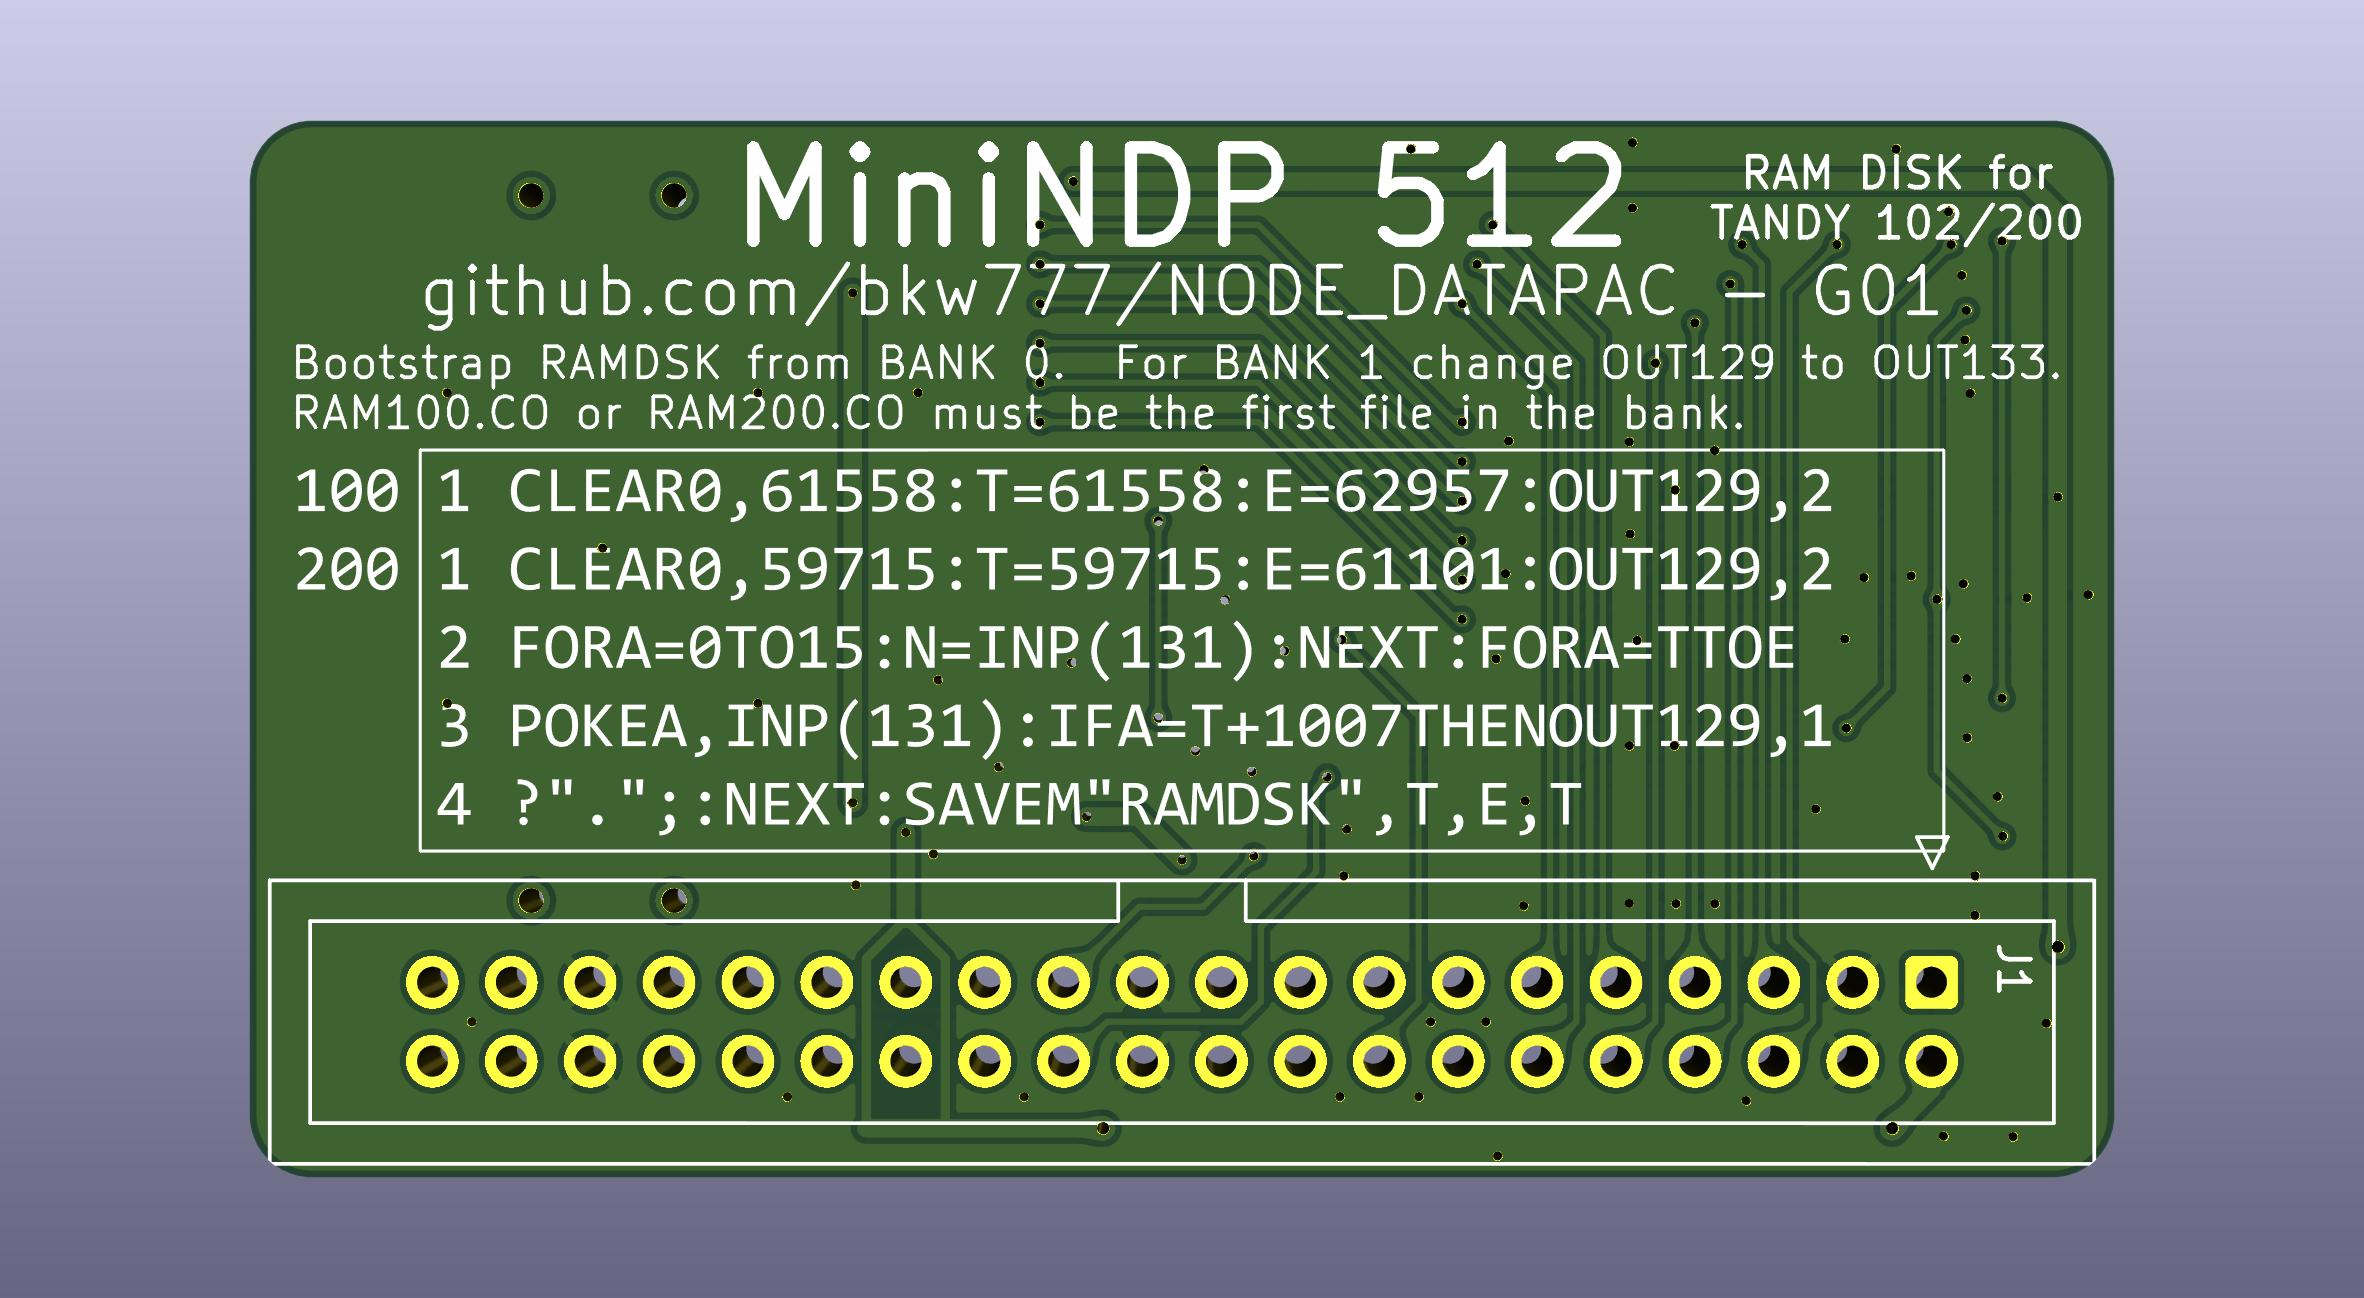 MiniNDP 512
RAM DISK for
TANDY 102/200
github.com/bkw777/NODE_DATAPAC — G01
Bootstrap RAMDSK from BANK 0.  For BANK 1 change OUT129 to OUT133.
RAM100.CO or RAM200.CO must be the first file in the bank.
100 1 CLEAR0,61558:T=61558:E=62957:OUT129,2
200 1 CLEAR0,59715:T=59715:E=61101:OUT129,2
2 FORA=0TO15:N=INP(131):NEXT:FORA=TTOE
3 POKEA,INP(131):IFA=T+1007THENOUT129,1
4 ?".";:NEXT:SAVEM"RAMDSK",T,E,T
J1